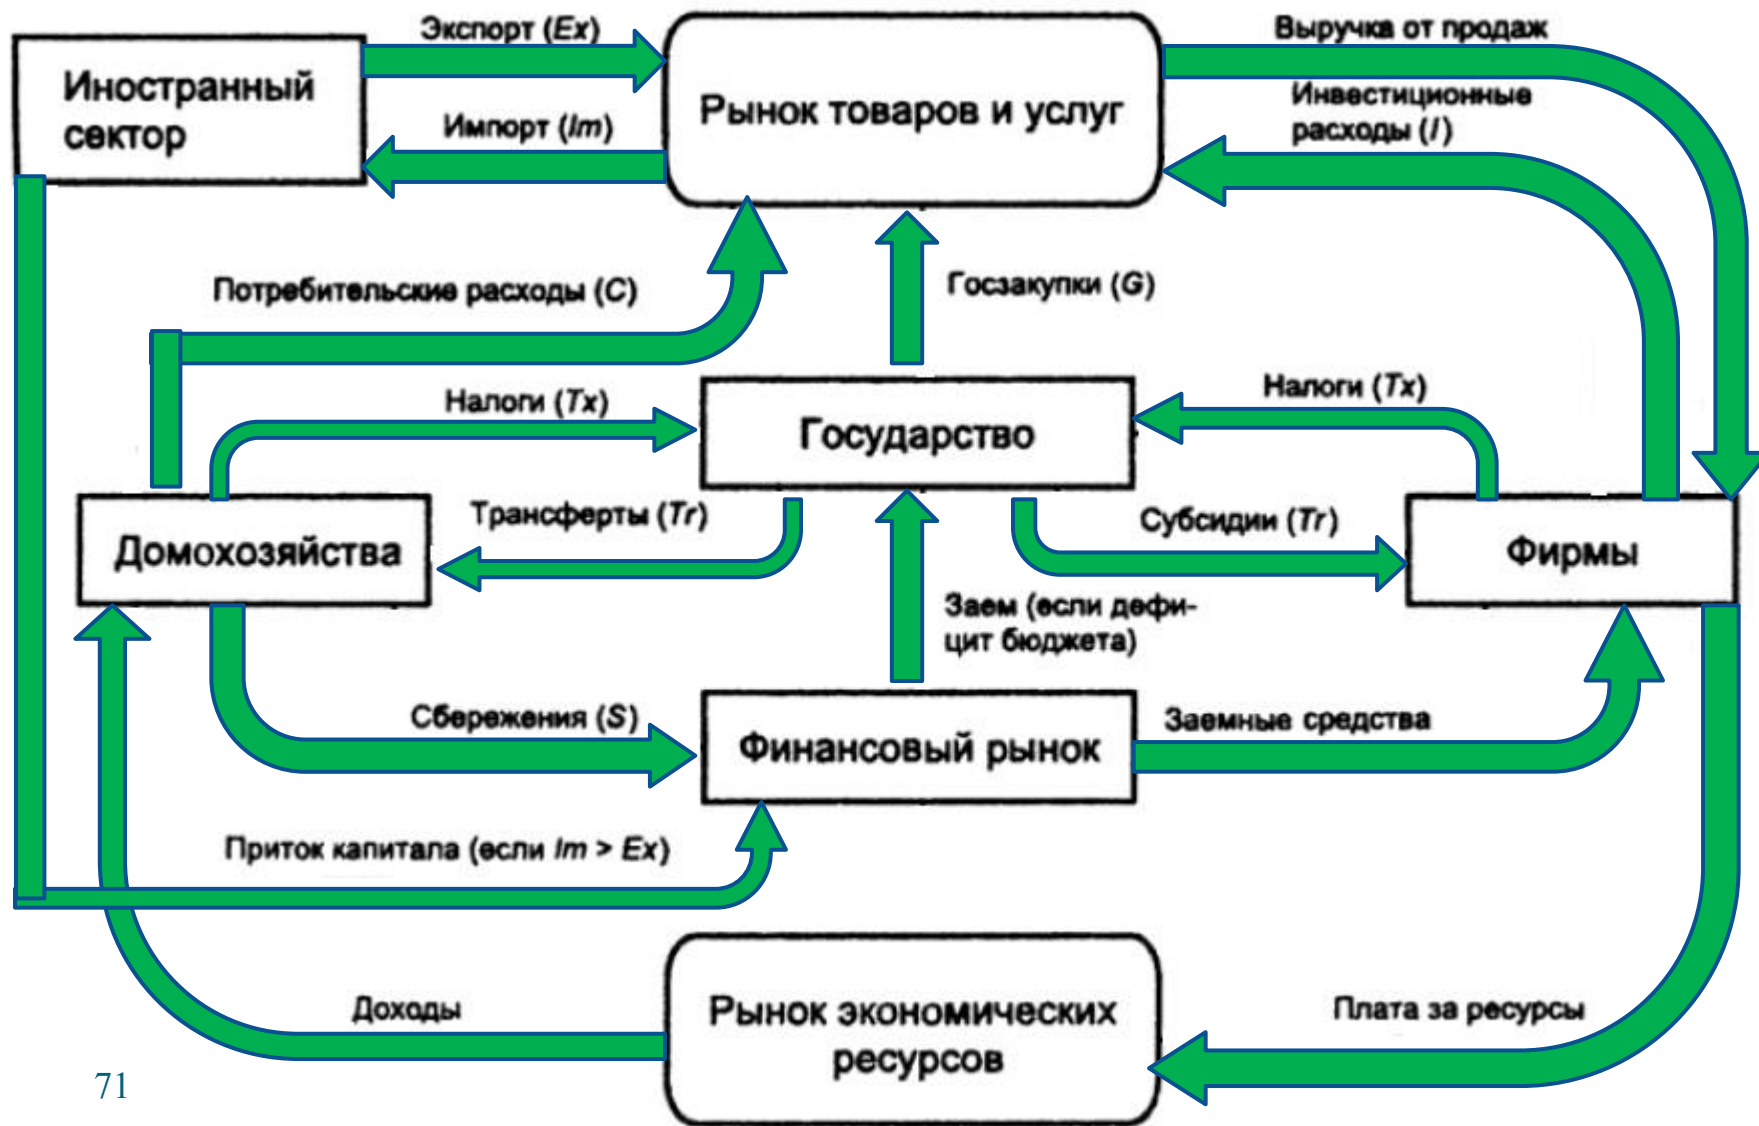 Экспорт (Ex)
Выручка от продаж
Иностранный
сектор
Рынок товаров и услуг
Инвестиционные
расходы (I)
Импорт (Im)
Потребительские расходы (C)
Госзакупки (G)
Налоги (Tx)
Налоги (Tx)
Государство
Трансферты (Tr)
Субсидии (Tr)
Домохозяйства
Фирмы
Заем (если дефи-
цит бюджета)
Сбережения (S)
Заемные средства
Финансовый рынок
Приток капитала (если Im > Ex)
Доходы
Рынок экономических
ресурсов
Плата за ресурсы
71